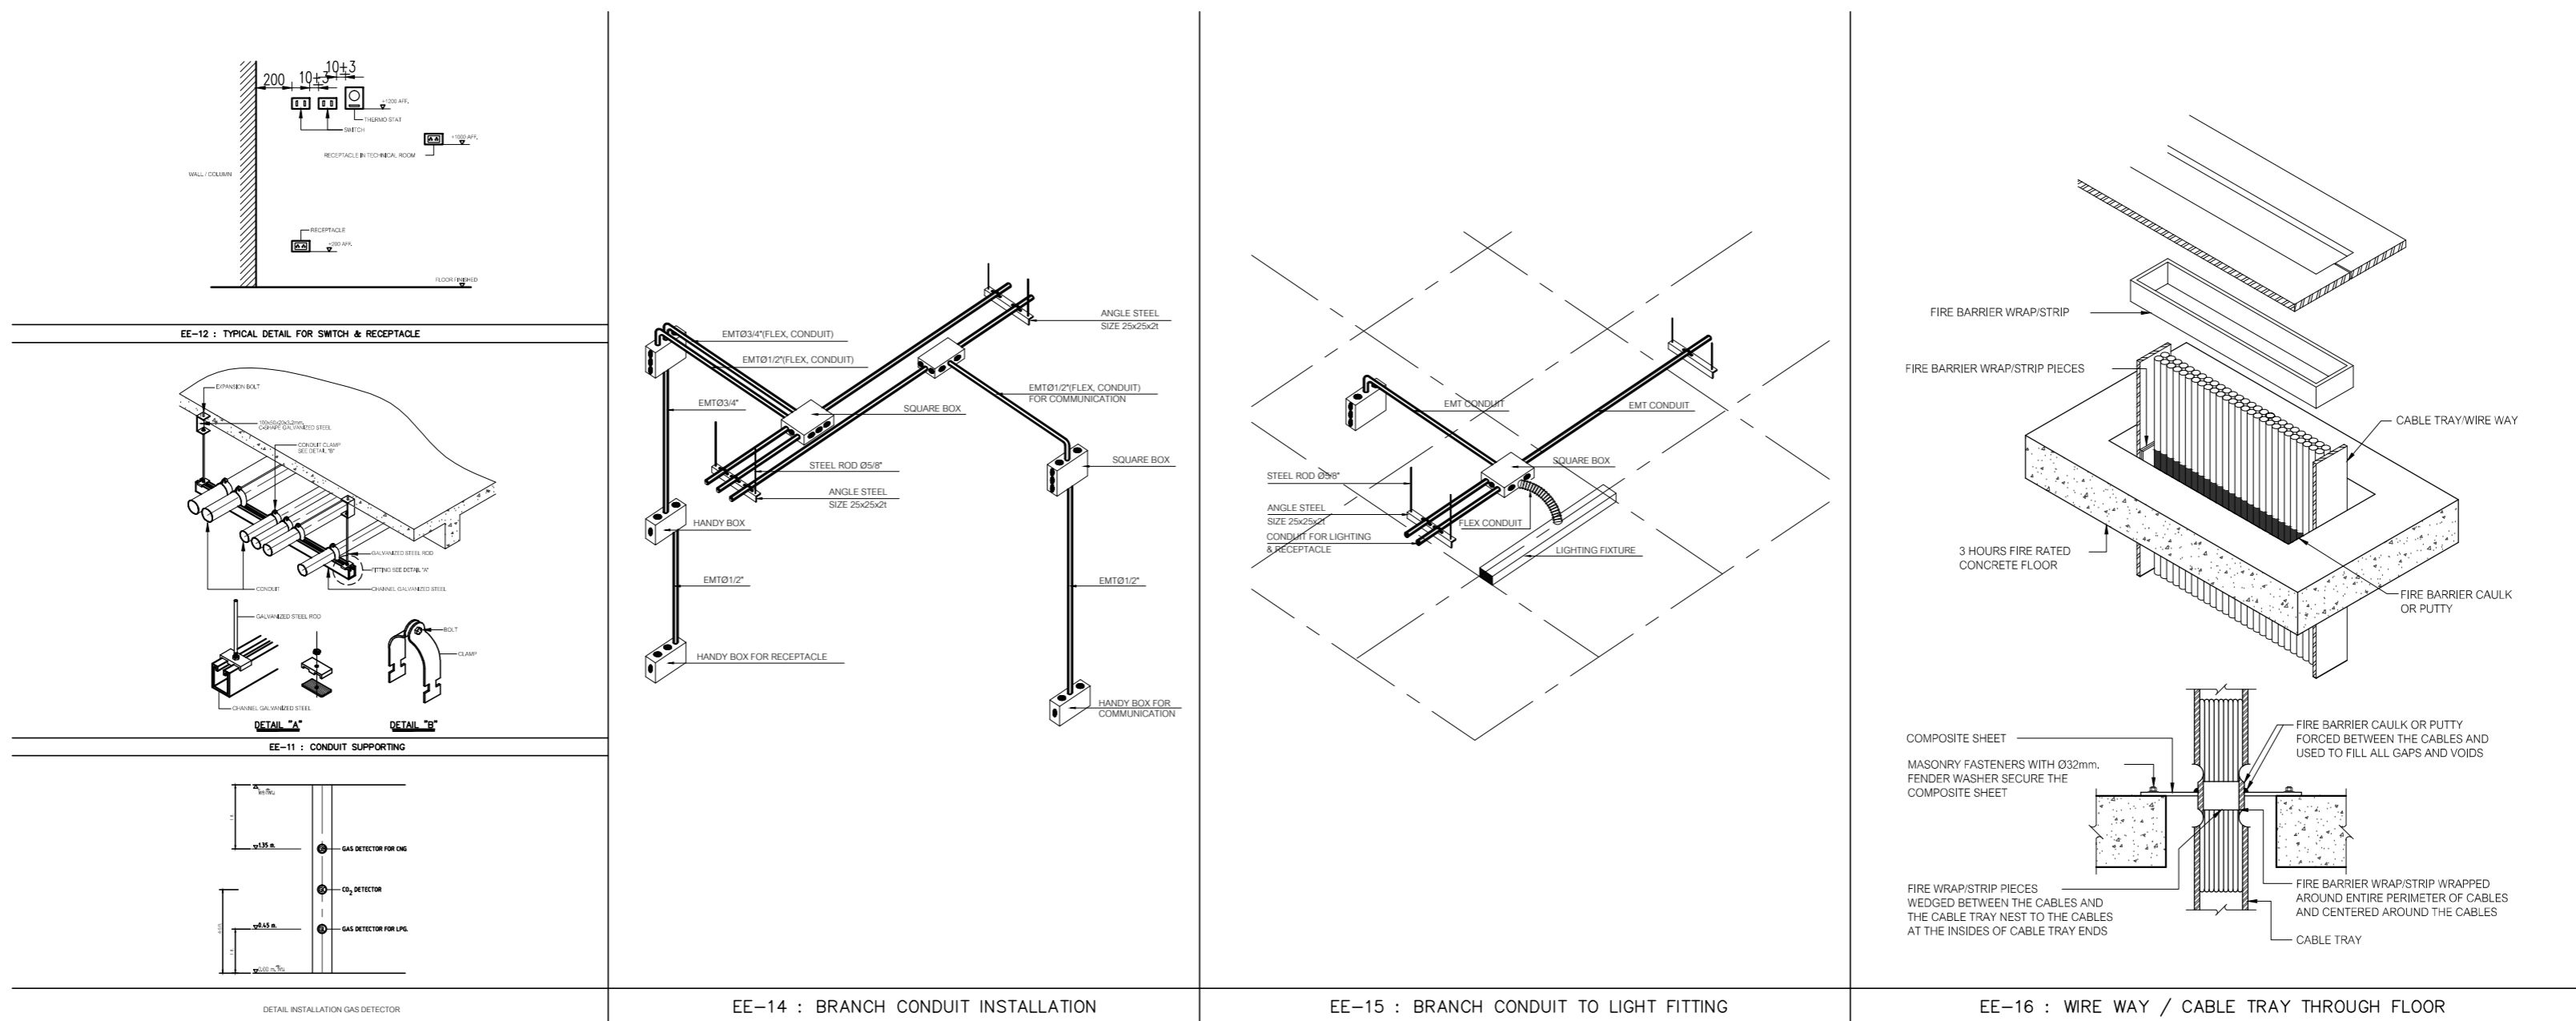 200
10±3
10±3
+1200 AFF.
THERMO STAT
SWITCH
+1000 AFF.
RECEPTACLE IN TECHNICAL ROOM
WALL / COLUMN
RECEPTACLE
+200 AFF.
FLOOR FINISHED
EE-12 : TYPICAL DETAIL FOR SWITCH & RECEPTACLE
EXPANSION BOLT
100x50x20x3.2mm.
C-SHAPE GALVANIZED STEEL
CONDUIT CLAMP
SEE DETAIL "B"
GALVANIZED STEEL ROD
FITTING SEE DETAIL "A"
CONDUIT
CHANNEL GALVANIZED STEEL
GALVANIZED STEEL ROD
BOLT
CLAMP
CHANNEL GALVANIZED STEEL
DETAIL "A"
DETAIL "B"
EE-11 : CONDUIT SUPPORTING
1.35 m.
GAS DETECTOR FOR CNG
CO2 DETECTOR
0.45 m.
GAS DETECTOR FOR LPG.
DETAIL INSTALLATION GAS DETECTOR
ANGLE STEEL
SIZE 25x25x2t
EMTØ3/4"(FLEX, CONDUIT)
EMTØ1/2"(FLEX, CONDUIT)
EMTØ1/2"(FLEX, CONDUIT)
FOR COMMUNICATION
EMTØ3/4"
SQUARE BOX
SQUARE BOX
STEEL ROD Ø5/8"
ANGLE STEEL
SIZE 25x25x2t
HANDY BOX
EMTØ1/2"
EMTØ1/2"
HANDY BOX FOR RECEPTACLE
HANDY BOX FOR
COMMUNICATION
EE-14 : BRANCH CONDUIT INSTALLATION
EMT CONDUIT
EMT CONDUIT
SQUARE BOX
STEEL ROD Ø5/8"
ANGLE STEEL
SIZE 25x25x2t
FLEX CONDUIT
CONDUIT FOR LIGHTING
& RECEPTACLE
LIGHTING FIXTURE
EE-15 : BRANCH CONDUIT TO LIGHT FITTING
FIRE BARRIER WRAP/STRIP
FIRE BARRIER WRAP/STRIP PIECES
CABLE TRAY/WIRE WAY
3 HOURS FIRE RATED
CONCRETE FLOOR
FIRE BARRIER CAULK
OR PUTTY
COMPOSITE SHEET
MASONRY FASTENERS WITH Ø32mm.
FENDER WASHER SECURE THE
COMPOSITE SHEET
FIRE BARRIER CAULK OR PUTTY
FORCED BETWEEN THE CABLES AND
USED TO FILL ALL GAPS AND VOIDS
FIRE WRAP/STRIP PIECES
WEDGED BETWEEN THE CABLES AND
THE CABLE TRAY NEST TO THE CABLES
AT THE INSIDES OF CABLE TRAY ENDS
FIRE BARRIER WRAP/STRIP WRAPPED
AROUND ENTIRE PERIMETER OF CABLES
AND CENTERED AROUND THE CABLES
CABLE TRAY
EE-16 : WIRE WAY / CABLE TRAY THROUGH FLOOR